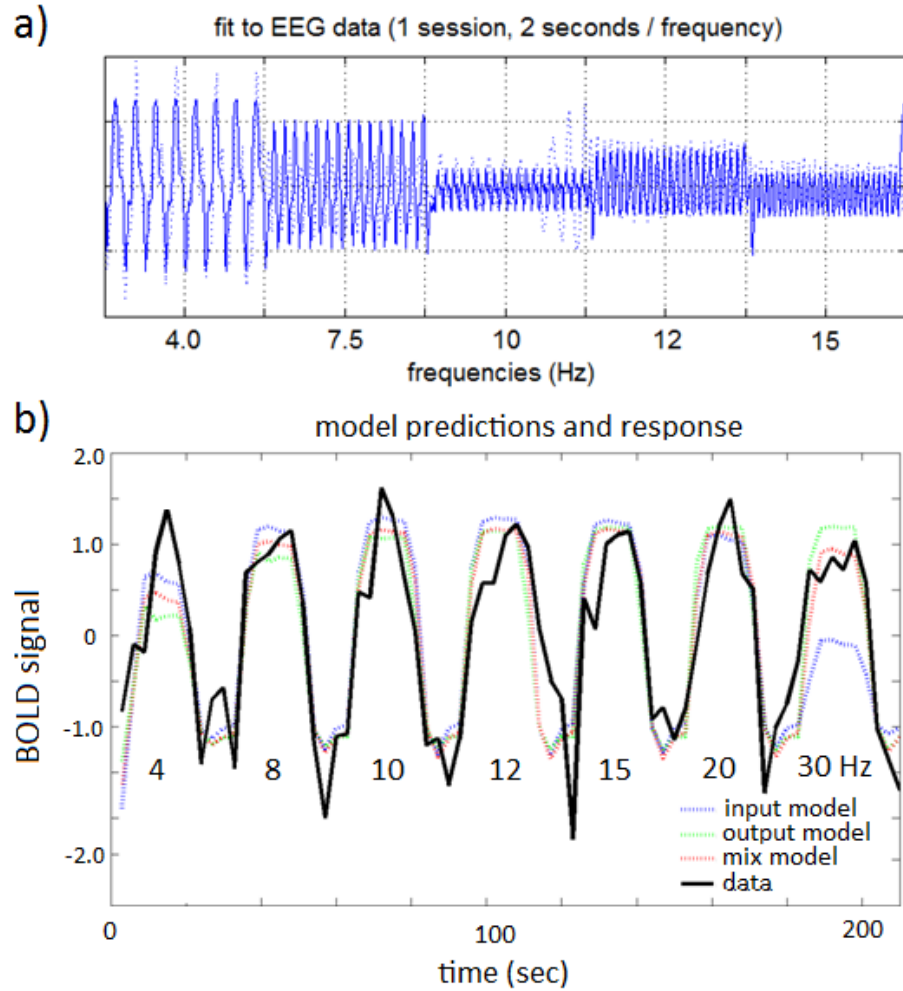 a)
fit to EEG data (1 session, 2 seconds / frequency)
4.0 7.5 10 12 15
frequencies (Hz)
b)
model predictions and response
2.0
1.0
0
-1.0
-2.0
BOLD signal
4 8 10 12 15 20 30 Hz
input model
output model
mix model
data
0 100 200
time (sec)